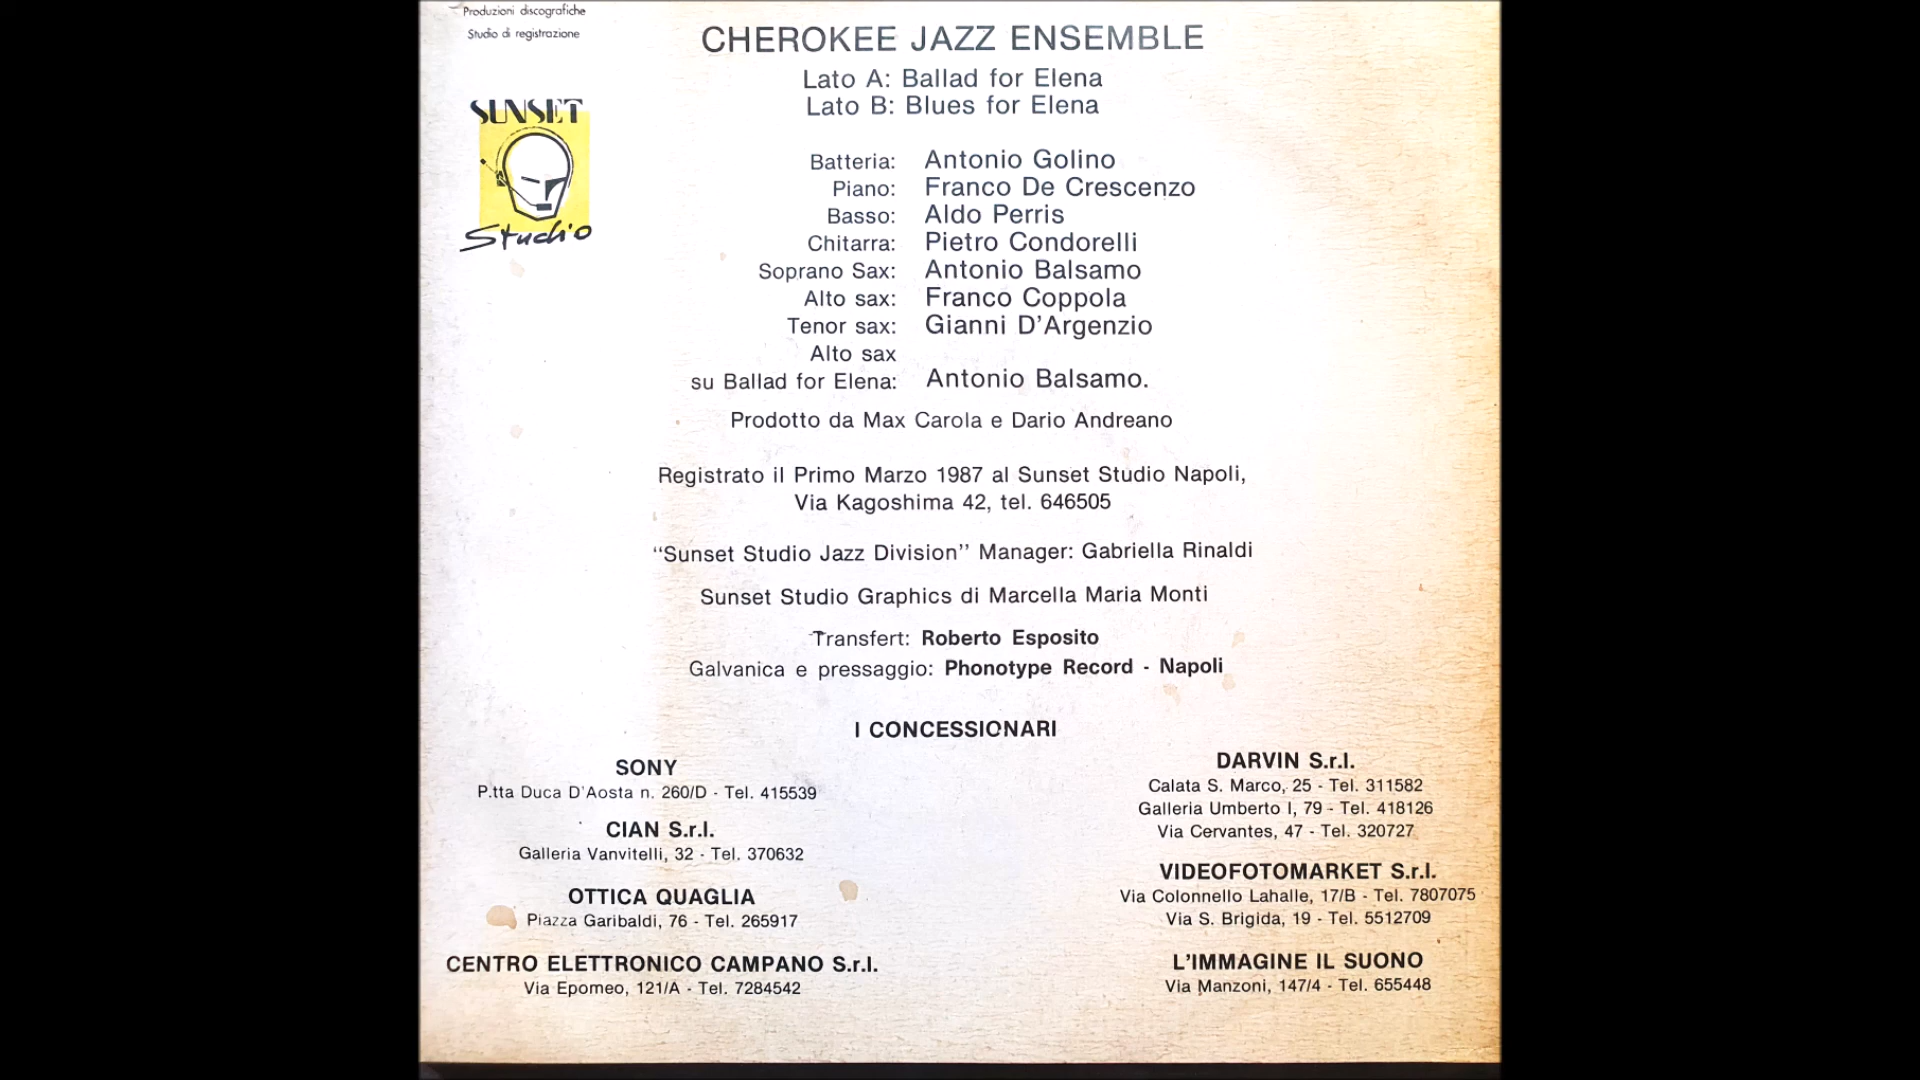 Produzioni discografiche
Studio di registrazione
SUNSET
Studio
CHEROKEE JAZZ ENSEMBLE
Lato A: Ballad for Elena
Lato B: Blues for Elena
Batteria: Antonio Golino
Piano: Franco De Crescenzo
Basso: Aldo Perris
Chitarra: Pietro Condorelli
Soprano Sax: Antonio Balsamo
Alto sax: Franco Coppola
Tenor sax: Gianni D'Argenzio
Alto sax
su Ballad for Elena: Antonio Balsamo.
Prodotto da Max Carola e Dario Andreano
Registrato il Primo Marzo 1987 al Sunset Studio Napoli,
Via Kagoshima 42, tel. 646505
"Sunset Studio Jazz Division" Manager: Gabriella Rinaldi
Sunset Studio Graphics di Marcella Maria Monti
Transfert: Roberto Esposito
Galvanica e pressaggio: Phonotype Record - Napoli
I CONCESSIONARI
SONY
P.tta Duca D'Aosta n. 260/D - Tel. 415539
CIAN S.r.l.
Galleria Vanvitelli, 32 - Tel. 370632
OTTICA QUAGLIA
Piazza Garibaldi, 76 - Tel. 265917
CENTRO ELETTRONICO CAMPANO S.r.l.
Via Epomeo, 121/A - Tel. 7284542
DARVIN S.r.l.
Calata S. Marco, 25 - Tel. 311582
Galleria Umberto I, 79 - Tel. 418126
Via Cervantes, 47 - Tel. 320727
VIDEOFOTOMARKET S.r.l.
Via Colonnello Lahalle, 17/B - Tel. 7807075
Via S. Brigida, 19 - Tel. 5512709
L'IMMAGINE IL SUONO
Via Manzoni, 147/4 - Tel. 655448